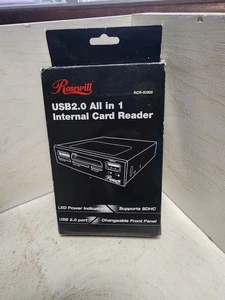 Rosewill
RCR-IC002
USB2.0 All in 1
Internal Card Reader
Rosewill
LED Power Indicator
Supports SDHC
USB 2.0 port
Changeable Front Panel